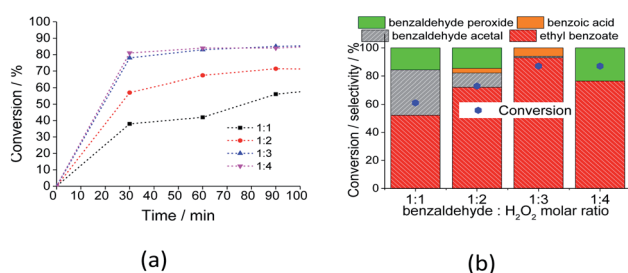 100
90
80
70
60
50
40
30
20
10
0
Conversion / %
0 10 20 30 40 50 60 70 80 90 100
Time / min
1:1
1:2
1:3
1:4
(a)
benzaldehyde peroxide benzoic acid
benzaldehyde acetal ethyl benzoate
100
80
60
40
20
0
Conversion / selectivity / %
Conversion
1:1 1:2 1:3 1:4
benzaldehyde : H₂O₂ molar ratio
(b)